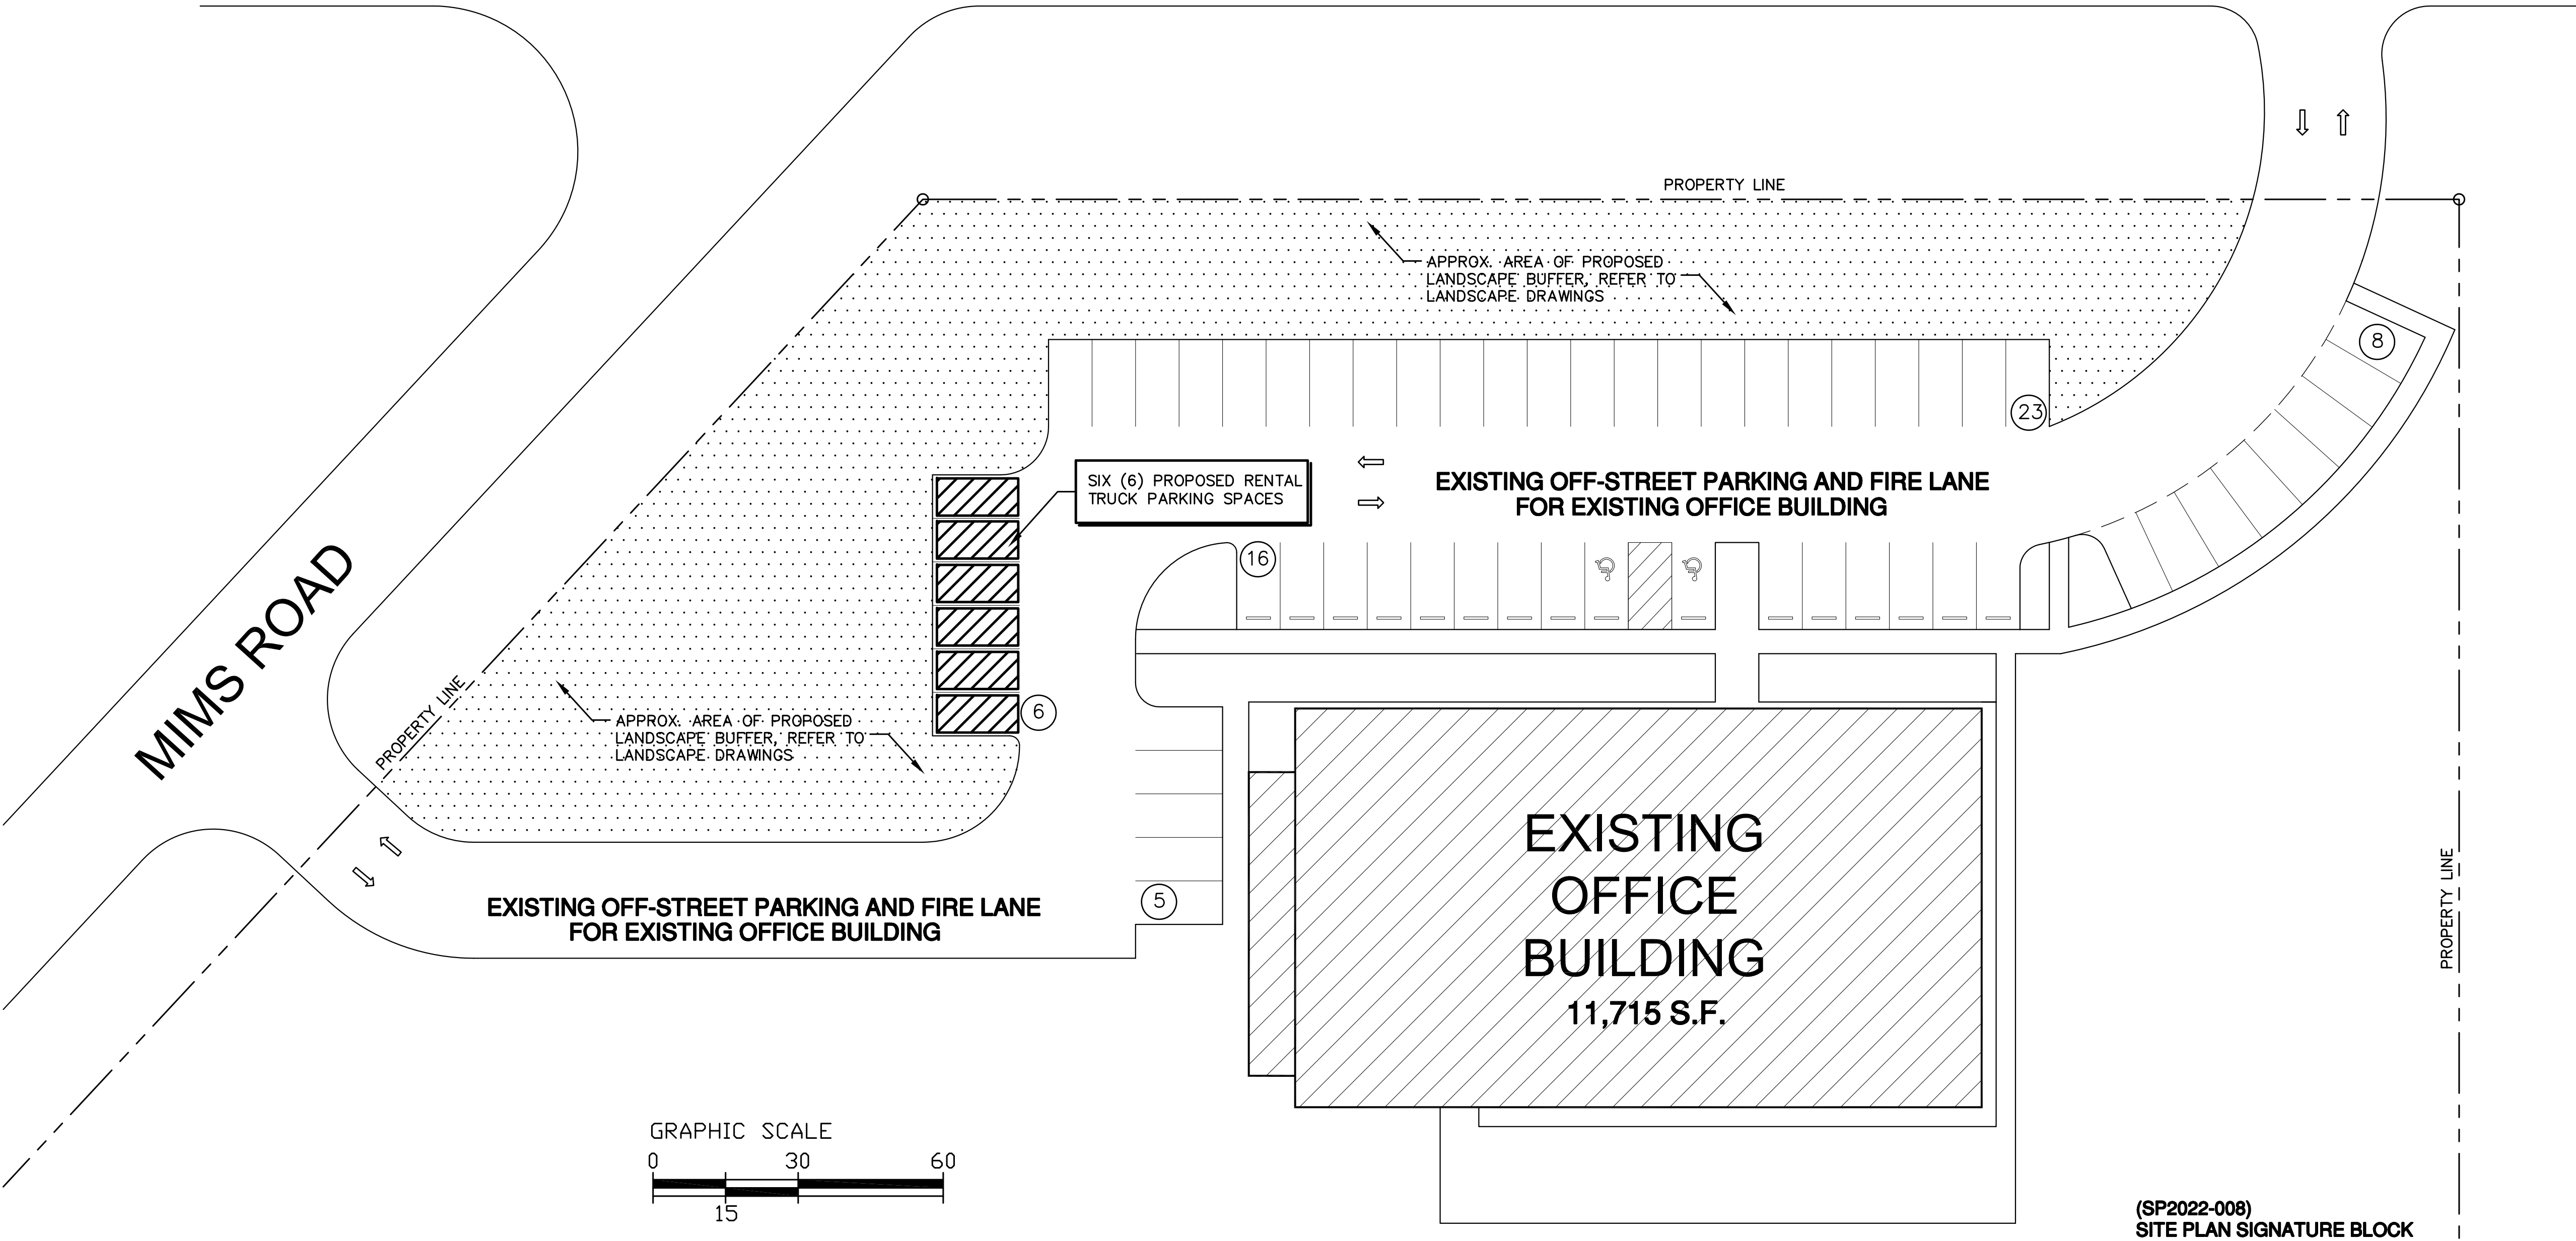 PROPERTY LINE
APPROX. AREA OF PROPOSED
LANDSCAPE BUFFER, REFER TO
LANDSCAPE DRAWINGS
8
23
SIX (6) PROPOSED RENTAL
TRUCK PARKING SPACES
EXISTING OFF-STREET PARKING AND FIRE LANE
FOR EXISTING OFFICE BUILDING
16
MIMS ROAD
PROPERTY LINE
6
APPROX. AREA OF PROPOSED
LANDSCAPE BUFFER, REFER TO
LANDSCAPE DRAWINGS
5
EXISTING OFF-STREET PARKING AND FIRE LANE
FOR EXISTING OFFICE BUILDING
EXISTING
OFFICE
BUILDING
11,715 S.F.
PROPERTY LINE
GRAPHIC SCALE
0 30 60
15
(SP2022-008)
SITE PLAN SIGNATURE BLOCK